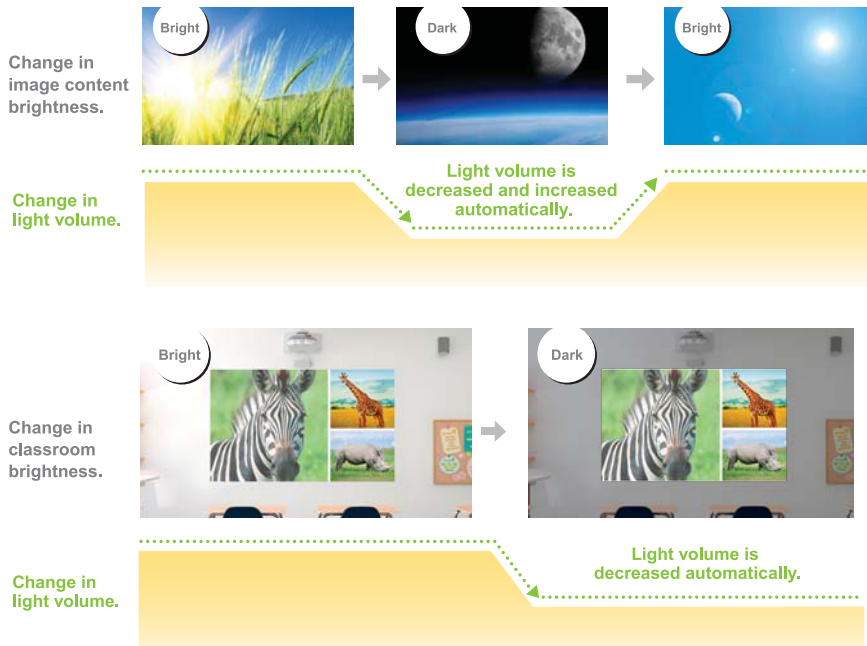 Change in
image content
brightness.
Bright
Dark
Bright
Change in
light volume.
Light volume is
decreased and increased
automatically.
Change in
classroom
brightness.
Bright
Dark
Change in
light volume.
Light volume is
decreased automatically.